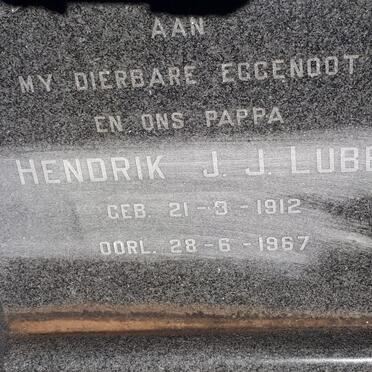 AAN
MY DIERBARE EGGENOOT
EN ONS PAPPA
HENDRIK J. J. LUBB
GEB. 21-3-1912
OORL. 28-6-1967